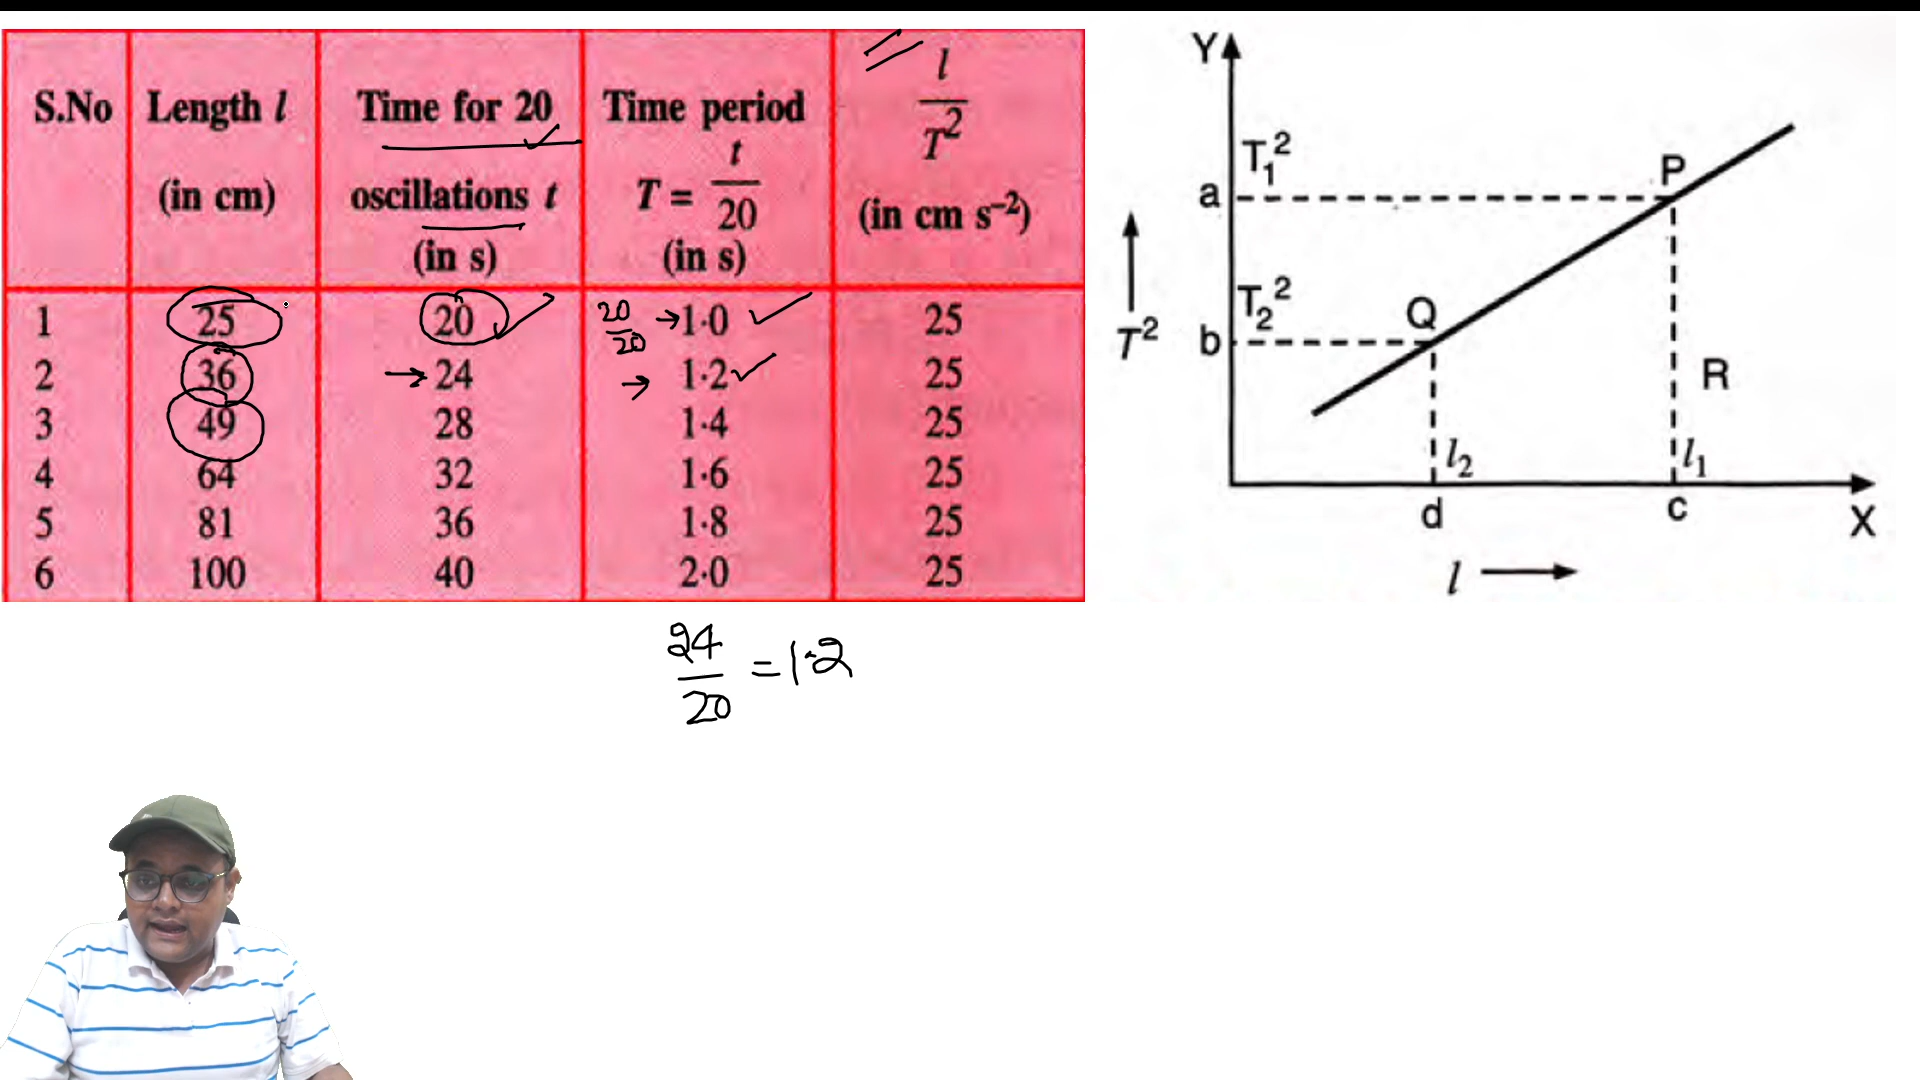 S.No Length l Time for 20 Time period l/T²
(in cm) oscillations t T = t/20 (in cm s⁻²)
(in s) (in s)
1 25 20 20/20 →1·0 25
2 36 →24 → 1·2 25
3 49 28 1·4 25
4 64 32 1·6 25
5 81 36 1·8 25
6 100 40 2·0 25
24/20 = 1·2
Y
T₁²
P
a
T₂²
Q
T²
b
R
l₂ l₁
d c X
l